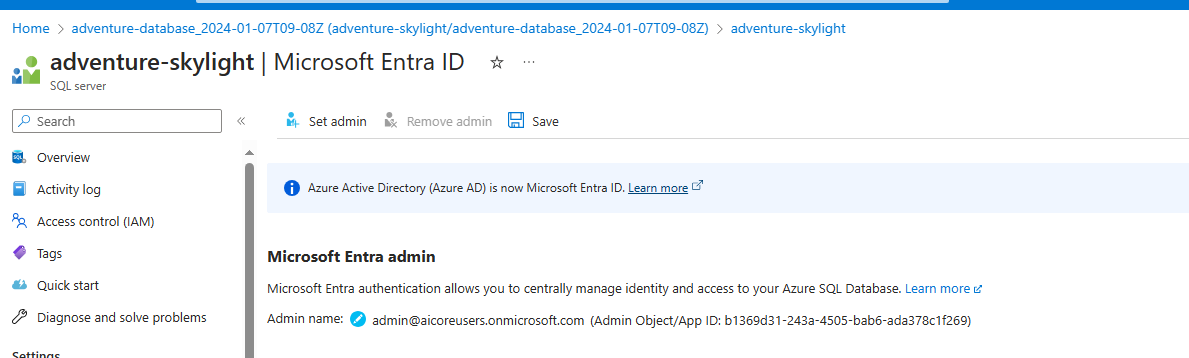 Home > adventure-database_2024-01-07T09-08Z (adventure-skylight/adventure-database_2024-01-07T09-08Z) > adventure-skylight
adventure-skylight | Microsoft Entra ID
SQL server
Search
Set admin Remove admin Save
Overview
Activity log
Access control (IAM)
Tags
Quick start
Diagnose and solve problems
Settings
Azure Active Directory (Azure AD) is now Microsoft Entra ID. Learn more
Microsoft Entra admin
Microsoft Entra authentication allows you to centrally manage identity and access to your Azure SQL Database. Learn more
Admin name: admin@aicoreusers.onmicrosoft.com (Admin Object/App ID: b1369d31-243a-4505-bab6-ada378c1f269)